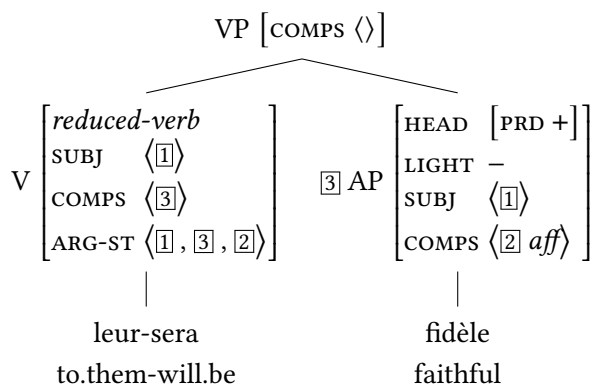 VP [COMPS ⟨⟩]
V [reduced-verb
SUBJ ⟨[1]⟩
COMPS ⟨[3]⟩
ARG-ST ⟨[1], [3], [2]⟩]
[3] AP [HEAD [PRD +]
LIGHT −
SUBJ ⟨[1]⟩
COMPS ⟨[2] aff⟩]
leur-sera
to.them-will.be
fidèle
faithful